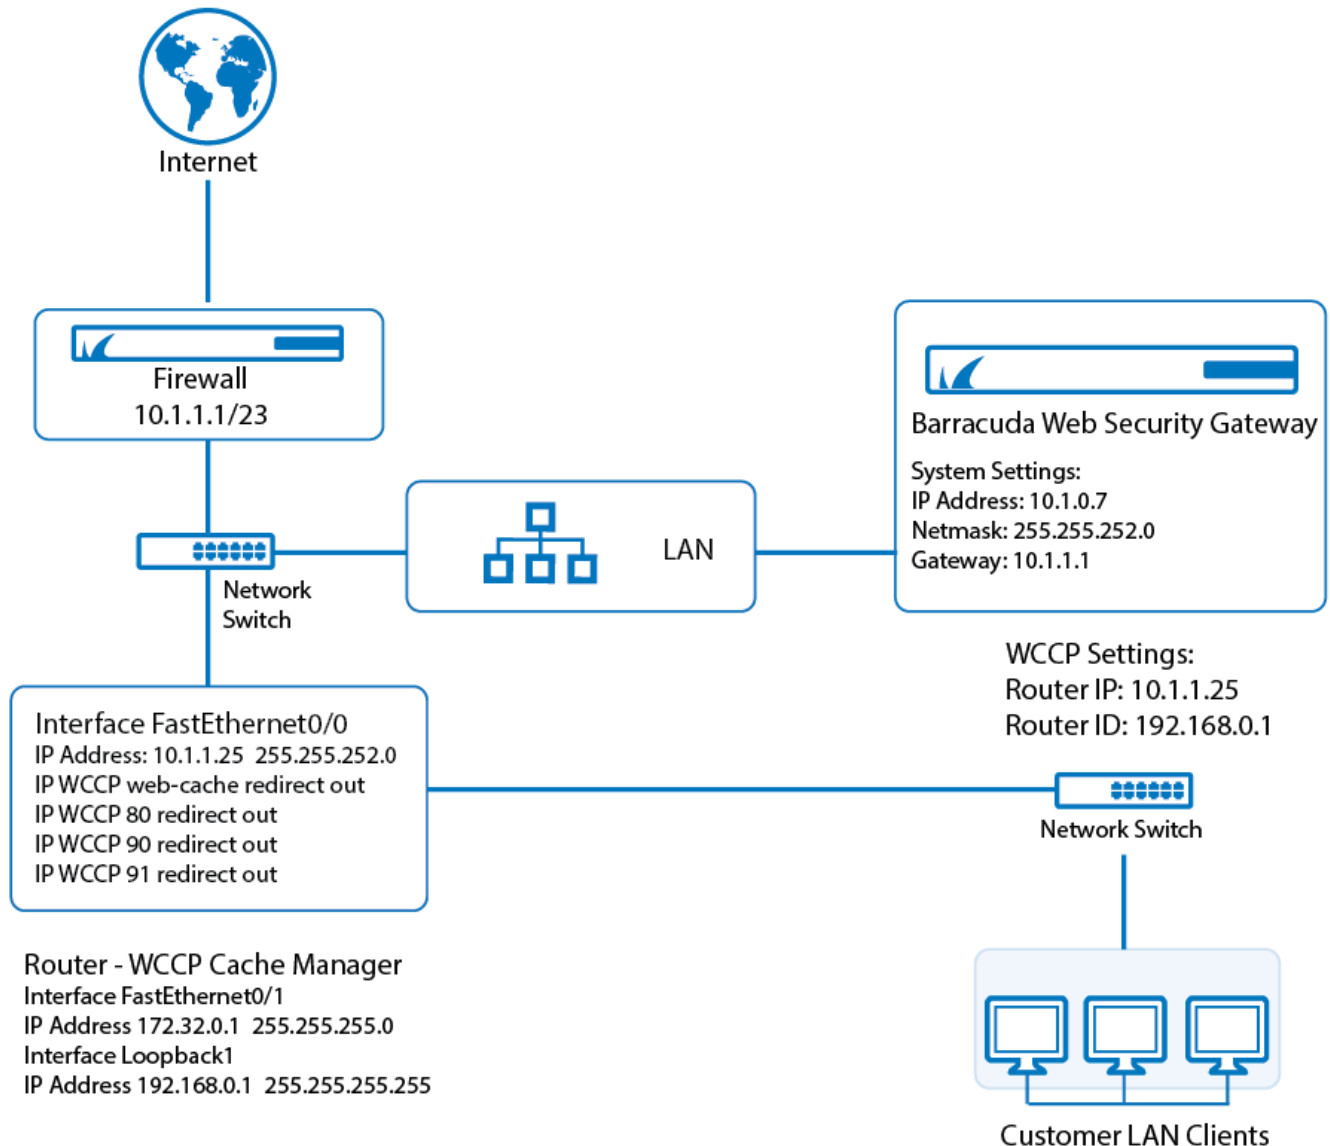 Internet
Firewall
10.1.1.1/23
Barracuda Web Security Gateway
System Settings:
IP Address: 10.1.0.7
Netmask: 255.255.252.0
Gateway: 10.1.1.1
LAN
Network
Switch
WCCP Settings:
Router IP: 10.1.1.25
Router ID: 192.168.0.1
Interface FastEthernet0/0
IP Address: 10.1.1.25 255.255.252.0
IP WCCP web-cache redirect out
IP WCCP 80 redirect out
IP WCCP 90 redirect out
IP WCCP 91 redirect out
Network Switch
Router - WCCP Cache Manager
Interface FastEthernet0/1
IP Address 172.32.0.1 255.255.255.0
Interface Loopback1
IP Address 192.168.0.1 255.255.255.255
Customer LAN Clients